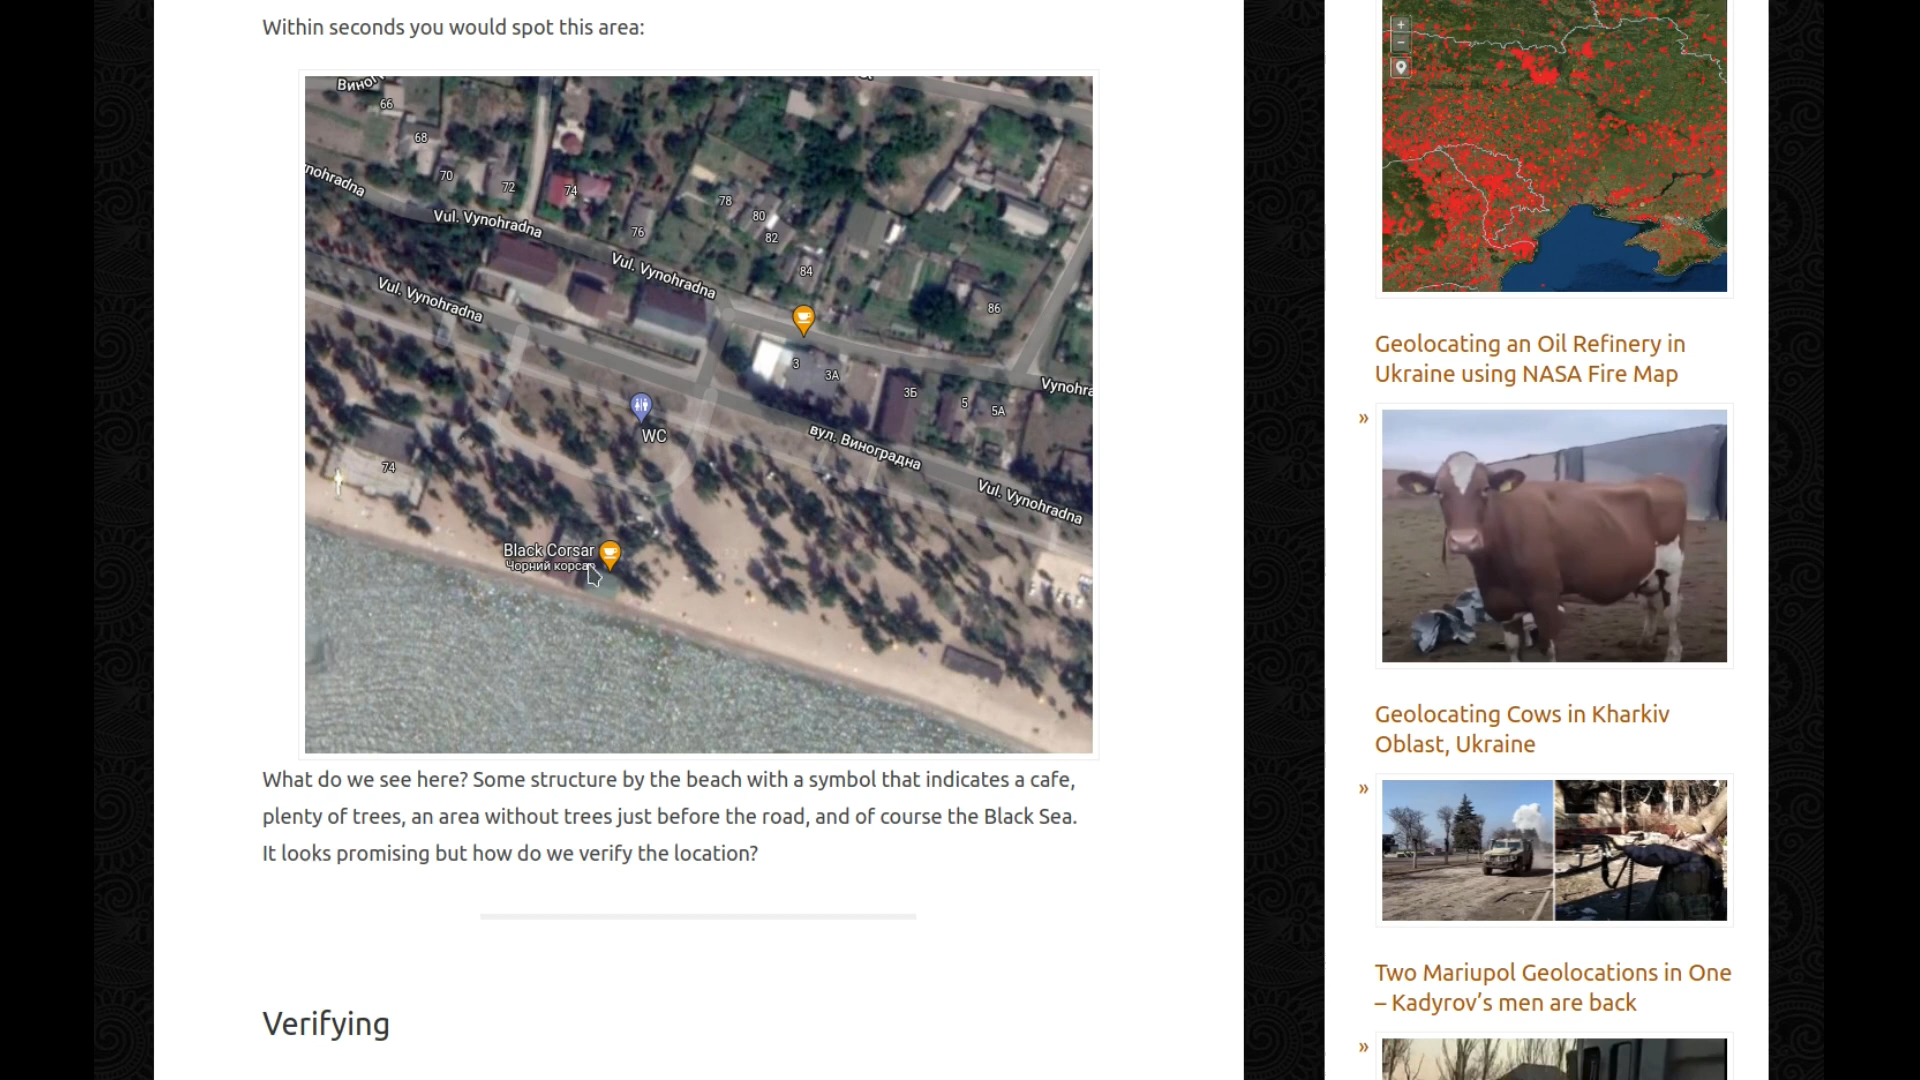 Within seconds you would spot this area:
66
68
70
72
74
nohradna
Vul. Vynohradna
76
78
80
82
84
86
Vul. Vynohradna
Vul. Vynohradna
3
3А
3Б
5
5А
Vynohra
WC
вул. Виноградна
Vul. Vynohradna
74
Black Corsar
Чорний корсар
What do we see here? Some structure by the beach with a symbol that indicates a cafe,
plenty of trees, an area without trees just before the road, and of course the Black Sea.
It looks promising but how do we verify the location?
Verifying
+
−
Geolocating an Oil Refinery in
Ukraine using NASA Fire Map
»
Geolocating Cows in Kharkiv
Oblast, Ukraine
»
Two Mariupol Geolocations in One
– Kadyrov’s men are back
»